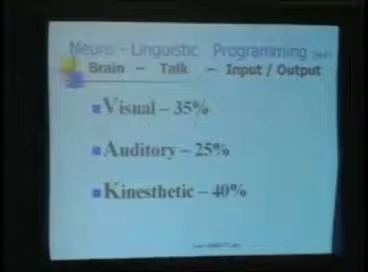 Neuro - Linguistic Programming
Brain – Talk – Input / Output
Visual – 35%
Auditory – 25%
Kinesthetic – 40%